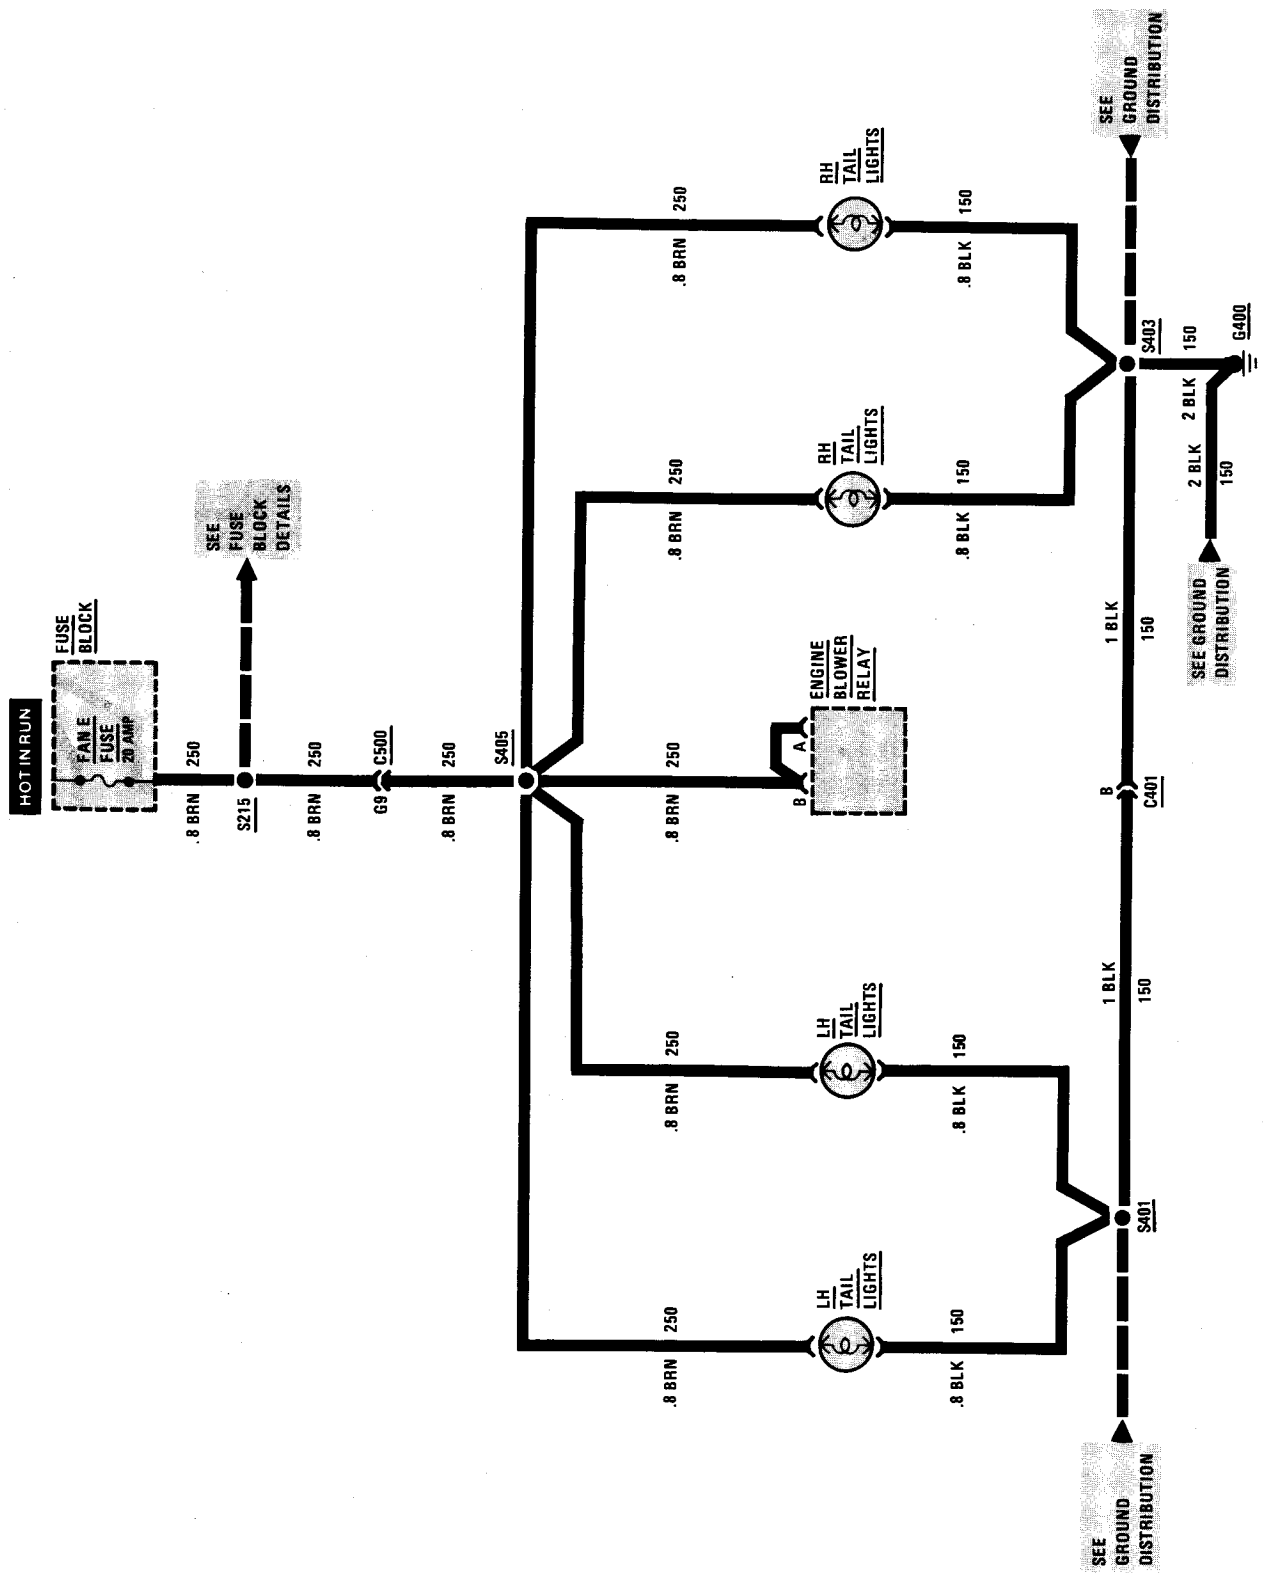 HOT IN RUN
FUSE
BLOCK
FAN E
FUSE
20 AMP
.8 BRN
250
S215
SEE
FUSE
BLOCK
DETAILS
.8 BRN
250
G9
C500
.8 BRN
250
S405
.8 BRN
250
.8 BRN
250
.8 BRN
250
.8 BRN
250
.8 BRN
250
LH
TAIL
LIGHTS
LH
TAIL
LIGHTS
B
A
ENGINE
BLOWER
RELAY
RH
TAIL
LIGHTS
RH
TAIL
LIGHTS
.8 BLK
150
.8 BLK
150
.8 BLK
150
.8 BLK
150
SEE
GROUND
DISTRIBUTION
S401
1 BLK
150
B
C401
1 BLK
150
S403
SEE
GROUND
DISTRIBUTION
SEE GROUND
DISTRIBUTION
2 BLK
150
2 BLK
150
G400